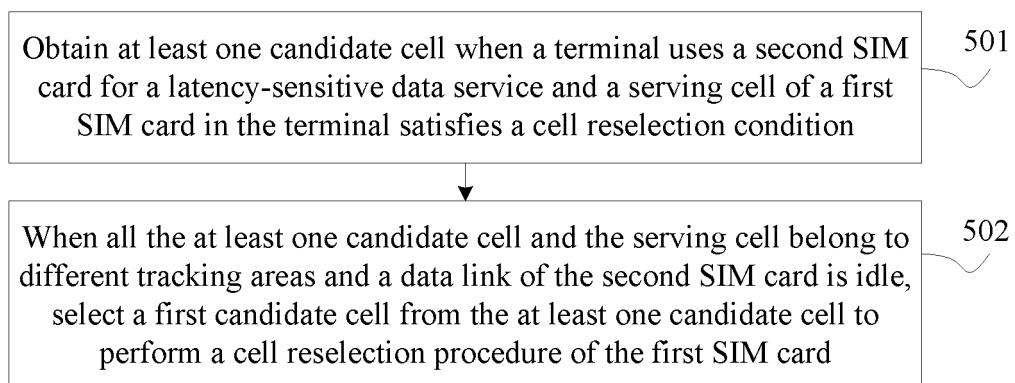 Obtain at least one candidate cell when a terminal uses a second SIM
card for a latency-sensitive data service and a serving cell of a first
SIM card in the terminal satisfies a cell reselection condition
501
When all the at least one candidate cell and the serving cell belong to
different tracking areas and a data link of the second SIM card is idle,
select a first candidate cell from the at least one candidate cell to
perform a cell reselection procedure of the first SIM card
502